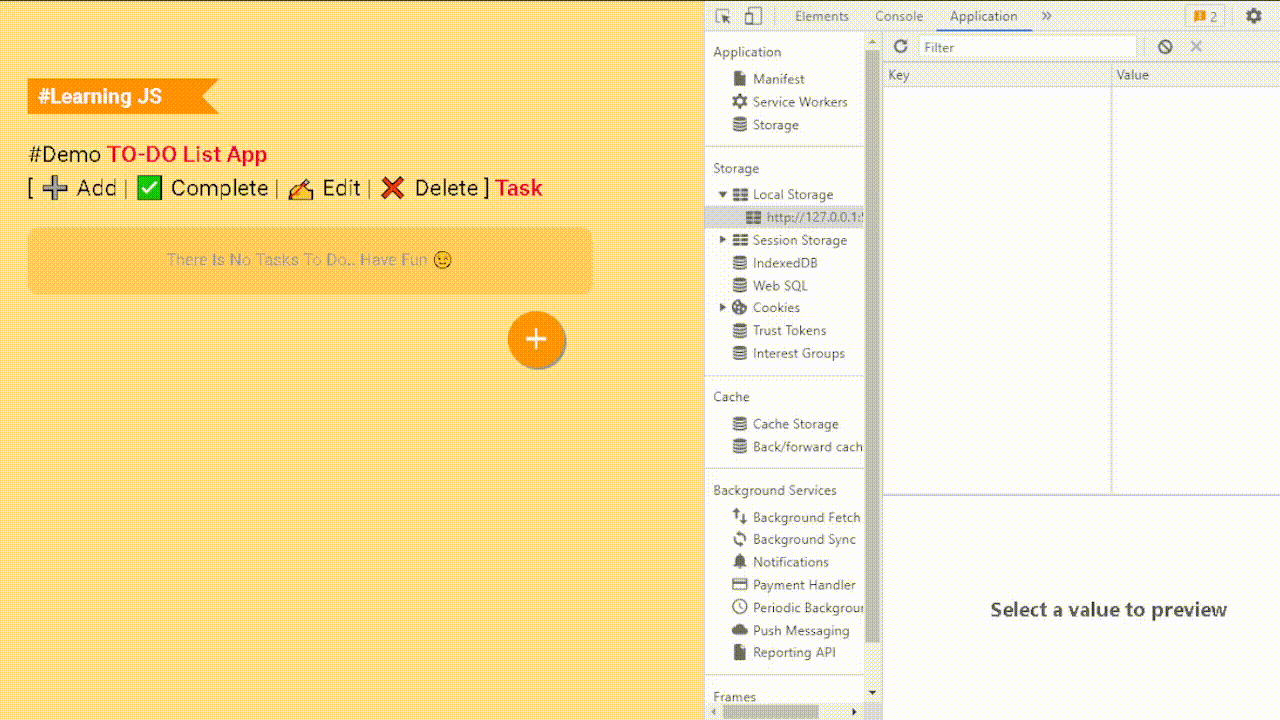 #Learning JS
#Demo TO-DO List App
[ ➕ Add | ✅ Complete | ✍ Edit | ❌ Delete ] Task
There Is No Tasks To Do.. Have Fun 😉
+
Elements Console Application » 2
Application
Manifest
Service Workers
Storage
Storage
Local Storage
http://127.0.0.1:
Session Storage
IndexedDB
Web SQL
Cookies
Trust Tokens
Interest Groups
Cache
Cache Storage
Back/forward cach
Background Services
Background Fetch
Background Sync
Notifications
Payment Handler
Periodic Backgrou
Push Messaging
Reporting API
Frames
Filter
Key Value
Select a value to preview